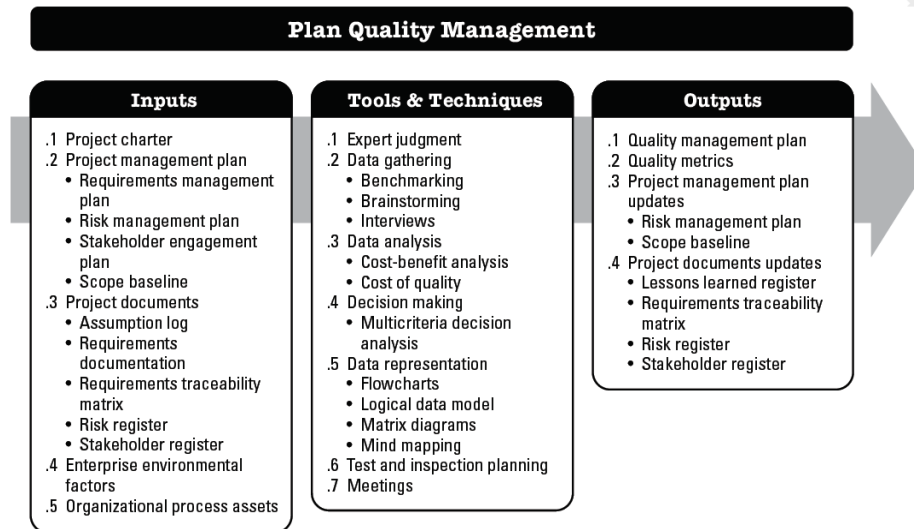 Plan Quality Management
Inputs
.1 Project charter
.2 Project management plan
• Requirements management
plan
• Risk management plan
• Stakeholder engagement
plan
• Scope baseline
.3 Project documents
• Assumption log
• Requirements
documentation
• Requirements traceability
matrix
• Risk register
• Stakeholder register
.4 Enterprise environmental
factors
.5 Organizational process assets
Tools & Techniques
.1 Expert judgment
.2 Data gathering
• Benchmarking
• Brainstorming
• Interviews
.3 Data analysis
• Cost-benefit analysis
• Cost of quality
.4 Decision making
• Multicriteria decision
analysis
.5 Data representation
• Flowcharts
• Logical data model
• Matrix diagrams
• Mind mapping
.6 Test and inspection planning
.7 Meetings
Outputs
.1 Quality management plan
.2 Quality metrics
.3 Project management plan
updates
• Risk management plan
• Scope baseline
.4 Project documents updates
• Lessons learned register
• Requirements traceability
matrix
• Risk register
• Stakeholder register